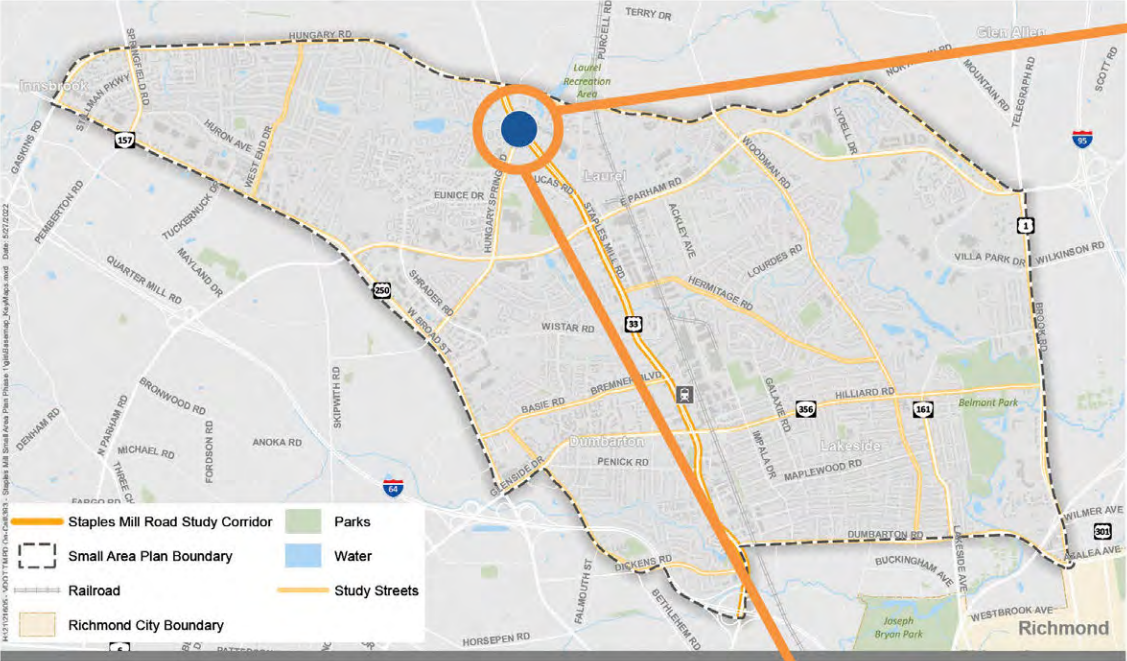 TERRY DR
PURCELL RD
Glen Allen
HUNGARY RD
SPRINGFIELD RD
Laurel
Recreation
Area
MOUNTAIN RD
TELEGRAPH RD
SCOTT RD
Innsbrook
STILLMAN PKWY
157
HURON AVE
WEST END DR
GASKINS RD
PEMBERTON RD
TUCKERNUCK DR
EUNICE DR
HUNGARY SPRING
LUCAS RD
Laurel
E PARHAM RD
WOODMAN RD
LYDELL DR
95
1
STAPLES MILL RD
ACKLEY AVE
LOURDES RD
VILLA PARK DR
WILKINSON RD
MAYLAND DR
QUARTER MILL RD
250
SHRADER RD
W BROAD ST
HERMITAGE RD
33
WISTAR RD
BROOK RD
BREMNER BLVD
BASIE RD
BRONWOOD RD
SKIPWITH RD
GALAXIE RD
356
HILLIARD RD
161
Belmont Park
DENHAM RD
N PARHAM RD
MICHAEL RD
FORDSON RD
ANOKA RD
Dumbarton
PENICK RD
IMPALA DR
Lakeside
MAPLEWOOD RD
GLENSIDE DR
64
WILMER AVE
301
AZALEA AVE
DUMBARTON RD
LAKESIDE AVE
BUCKINGHAM AVE
DICKENS RD
FALMOUTH ST
BETHLEHEM RD
WESTBROOK AVE
Joseph
Bryan Park
Richmond
HORSEPEN RD
Staples Mill Road Study Corridor
Parks
Small Area Plan Boundary
Water
Railroad
Study Streets
Richmond City Boundary